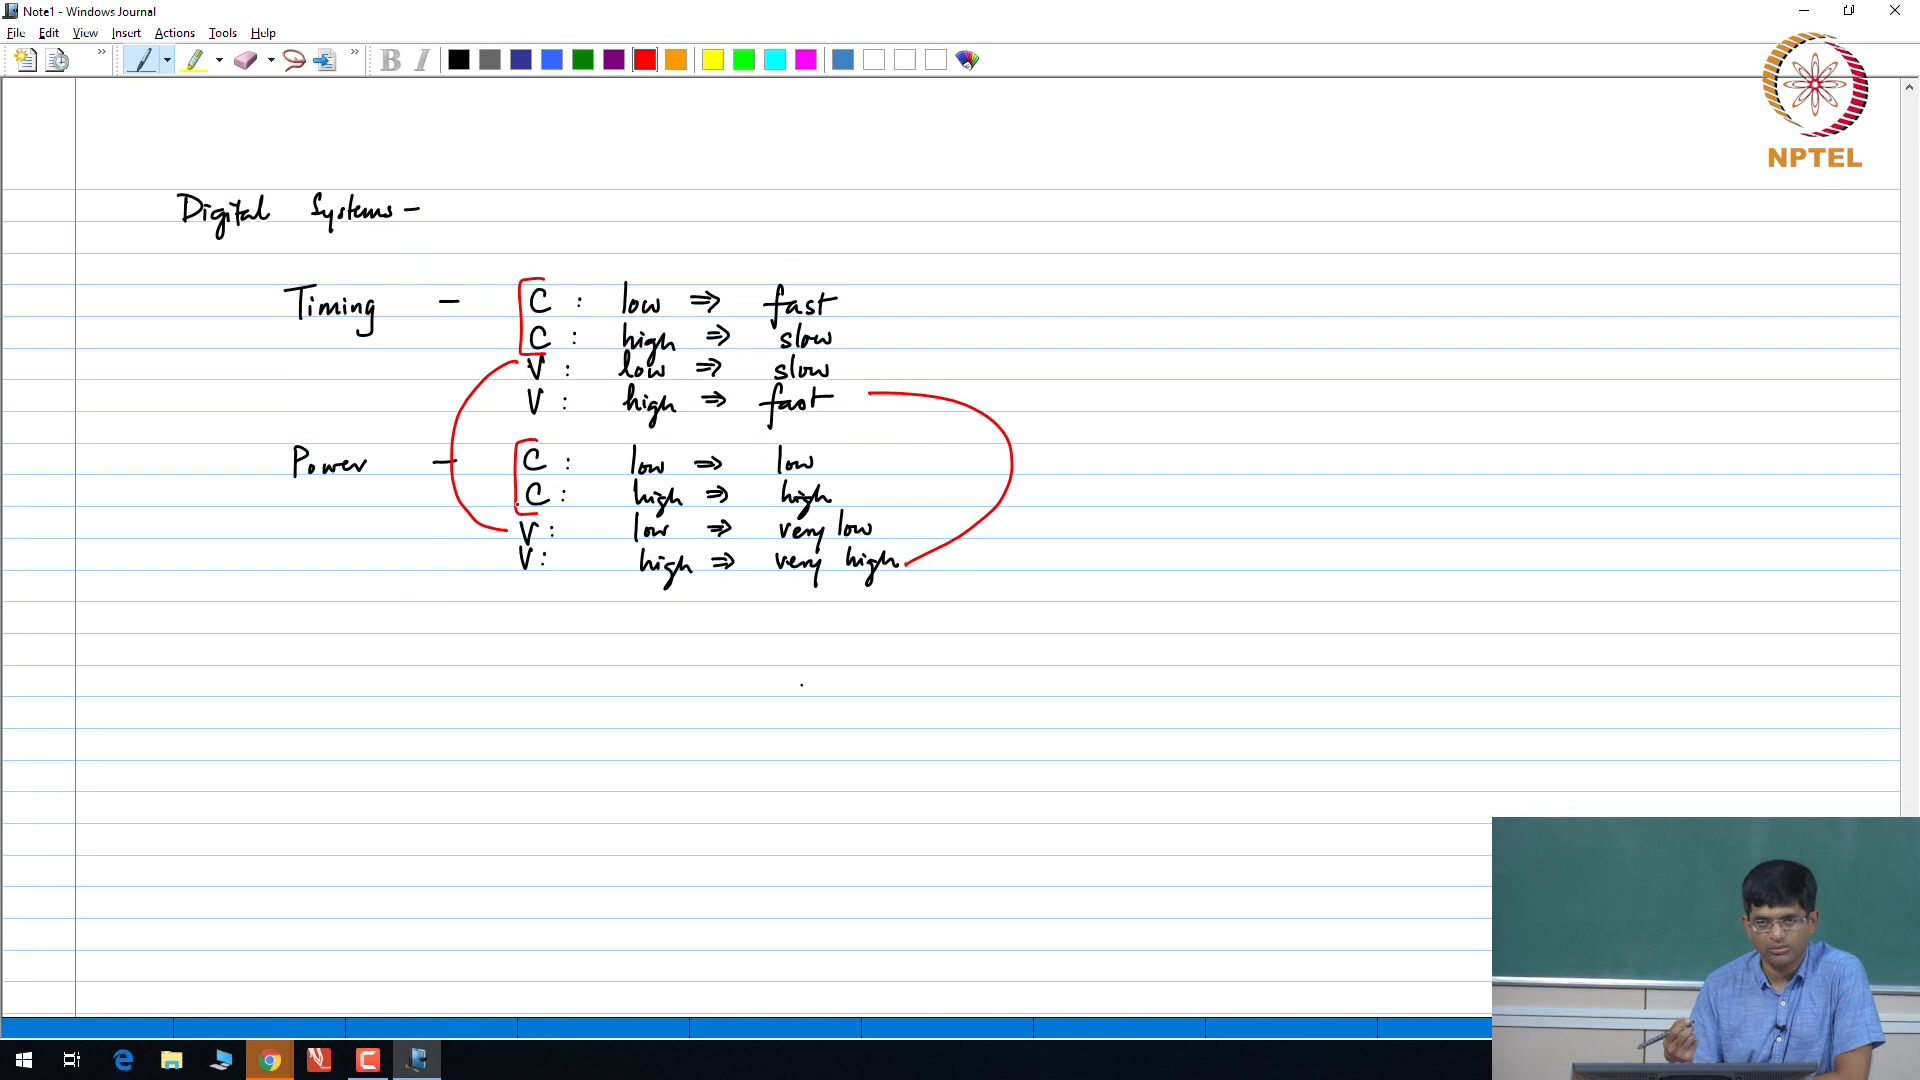 Note1 - Windows Journal
File Edit View Insert Actions Tools Help
B I
NPTEL
Digital Systems -
Timing - C : low ⇒ fast
C : high ⇒ slow
V : low ⇒ slow
V : high ⇒ fast
Power - C : low ⇒ low
C : high ⇒ high
V : low ⇒ very low
V : high ⇒ very high